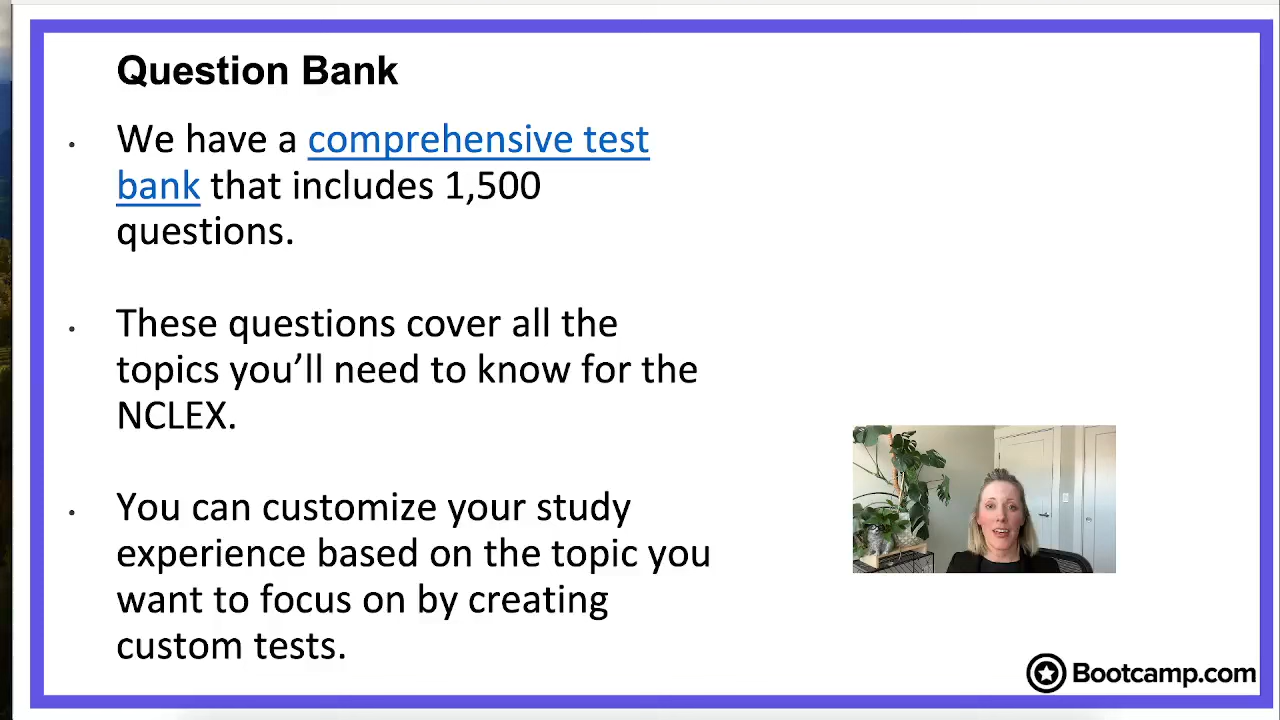 Question Bank
We have a comprehensive test
bank that includes 1,500
questions.
These questions cover all the
topics you’ll need to know for the
NCLEX.
You can customize your study
experience based on the topic you
want to focus on by creating
custom tests.
Bootcamp.com